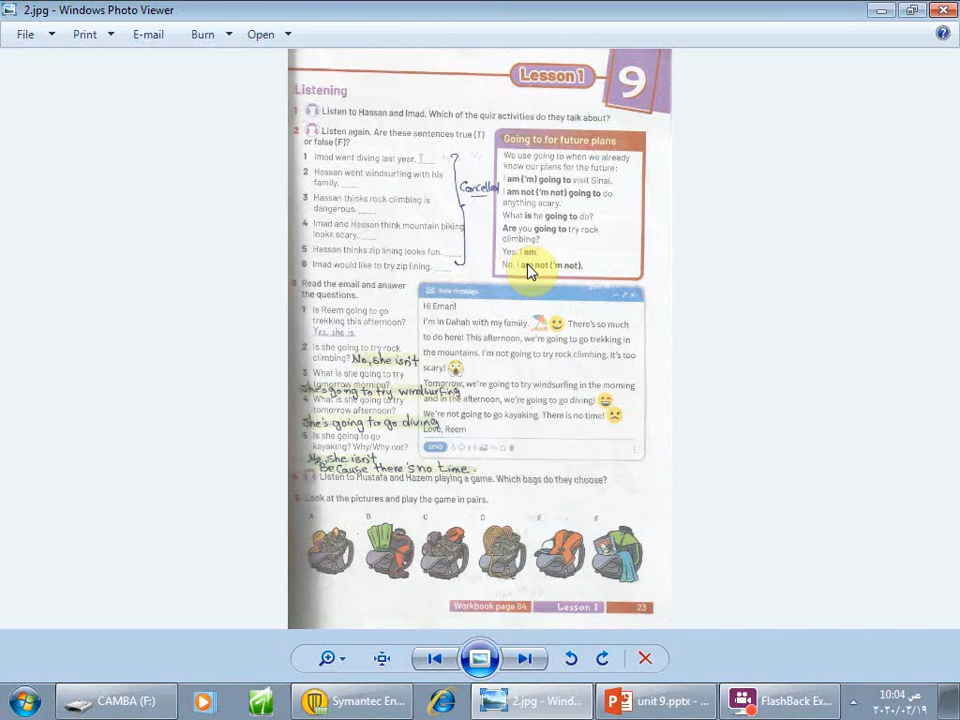 2.jpg - Windows Photo Viewer
File Print E-mail Burn Open
Lesson 1
9
Listening
1 Listen to Hassan and Imad. Which of the quiz activities do they talk about?
2 Listen again. Are these sentences true (T)
or false (F)?
1 Imad went diving last year. T
2 Hassan went windsurfing with his
family.
3 Hassan thinks rock climbing is
dangerous.
4 Imad and Hassan think mountain biking
looks scary.
5 Hassan thinks zip lining looks fun.
6 Imad would like to try zip lining.
Cancelled
Going to for future plans
We use going to when we already
know our plans for the future:
I am ('m) going to visit Sinai.
I am not ('m not) going to do
anything scary.
What is he going to do?
Are you going to try rock
climbing?
Yes, I am.
No, I am not ('m not).
3 Read the email and answer
the questions.
1 Is Reem going to go
trekking this afternoon?
Yes, she is.
2 Is she going to try rock
climbing? No, she isn't
3 What is she going to try
tomorrow morning?
She's going to try windsurfing
4 What is she going to try
tomorrow afternoon?
She's going to go diving
5 Is she going to go
kayaking? Why/Why not?
No, she isn't
Because there's no time.
New message
Hi Eman!
I'm in Dahab with my family. There's so much
to do here! This afternoon, we're going to go trekking in
the mountains. I'm not going to try rock climbing. It's too
scary!
Tomorrow, we're going to try windsurfing in the morning
and in the afternoon, we're going to go diving!
We're not going to go kayaking. There is no time!
Love, Reem
SEND
Listen to Mustafa and Hazem playing a game. Which bags do they choose?
5 Look at the pictures and play the game in pairs.
A B C D E F
Workbook page 84 Lesson 1 23
CAMBA (F:)
Symantec En...
2.jpg - Wind...
unit 9.pptx - ...
FlashBack Ex...
10:04 ص
٢٠٢٠/٠٣/١٩